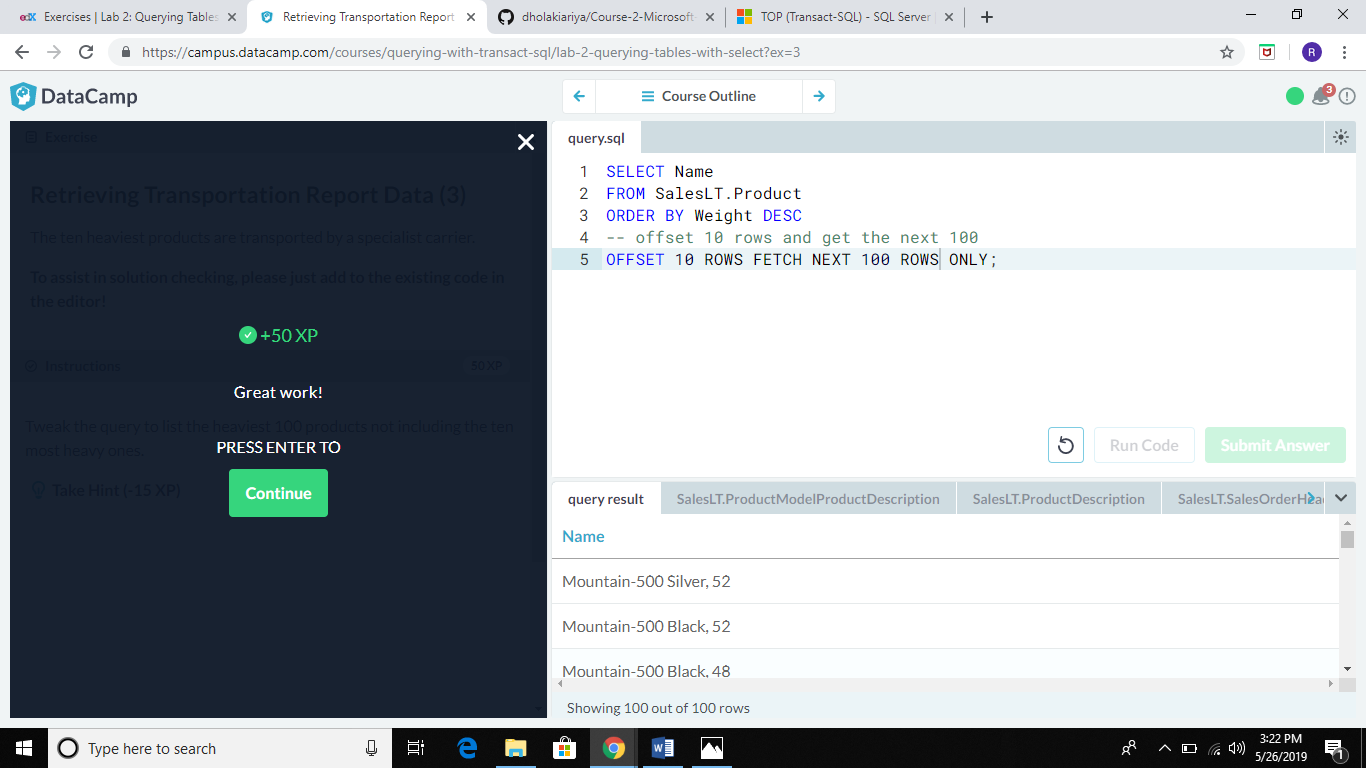 edX Exercises | Lab 2: Querying Tables
Retrieving Transportation Report
dholakiariya/Course-2-Microsoft-
TOP (Transact-SQL) - SQL Server
https://campus.datacamp.com/courses/querying-with-transact-sql/lab-2-querying-tables-with-select?ex=3
R
DataCamp
Course Outline
3
Exercise
Retrieving Transportation Report Data (3)
The ten heaviest products are transported by a specialist carrier.
To assist in solution checking, please just add to the existing code in
the editor!
+50 XP
Instructions
50 XP
Great work!
Tweak the query to list the heaviest 100 products not including the ten
most heavy ones.
PRESS ENTER TO
Take Hint (-15 XP)
Continue
query.sql
1 SELECT Name
2 FROM SalesLT.Product
3 ORDER BY Weight DESC
4 -- offset 10 rows and get the next 100
5 OFFSET 10 ROWS FETCH NEXT 100 ROWS ONLY;
Run Code
Submit Answer
query result
SalesLT.ProductModelProductDescription
SalesLT.ProductDescription
SalesLT.SalesOrderHea
Name
Mountain-500 Silver, 52
Mountain-500 Black, 52
Mountain-500 Black, 48
Showing 100 out of 100 rows
Type here to search
3:22 PM
5/26/2019
1